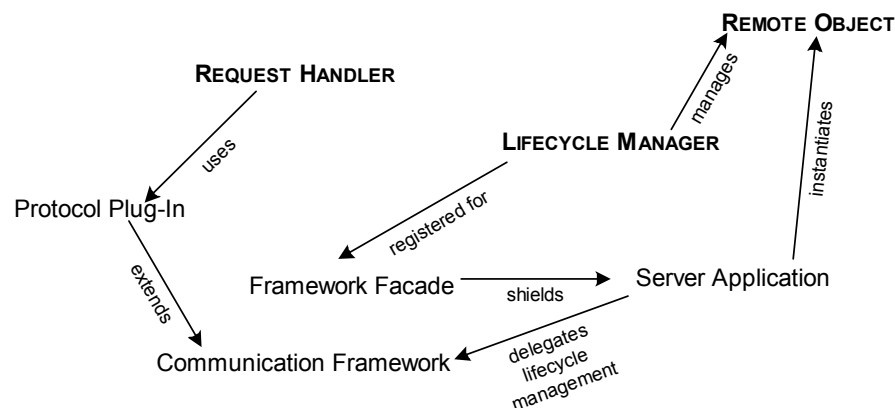 REMOTE OBJECT
REQUEST HANDLER
manages
LIFECYCLE MANAGER
uses
instantiates
Protocol Plug-In
registered for
extends
Framework Facade
shields
Server Application
Communication Framework
delegates
lifecycle
management